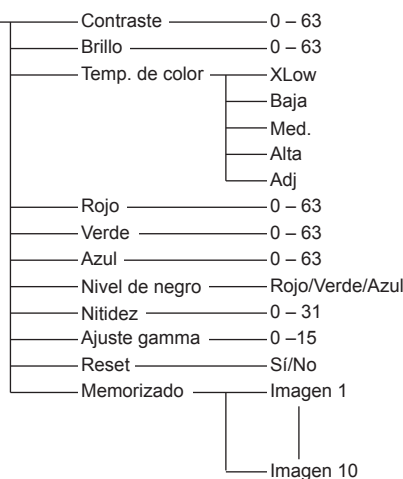 Contraste 0 – 63
Brillo 0 – 63
Temp. de color XLow
Baja
Med.
Alta
Adj
Rojo 0 – 63
Verde 0 – 63
Azul 0 – 63
Nivel de negro Rojo/Verde/Azul
Nitidez 0 – 31
Ajuste gamma 0 –15
Reset Sí/No
Memorizado Imagen 1
Imagen 10